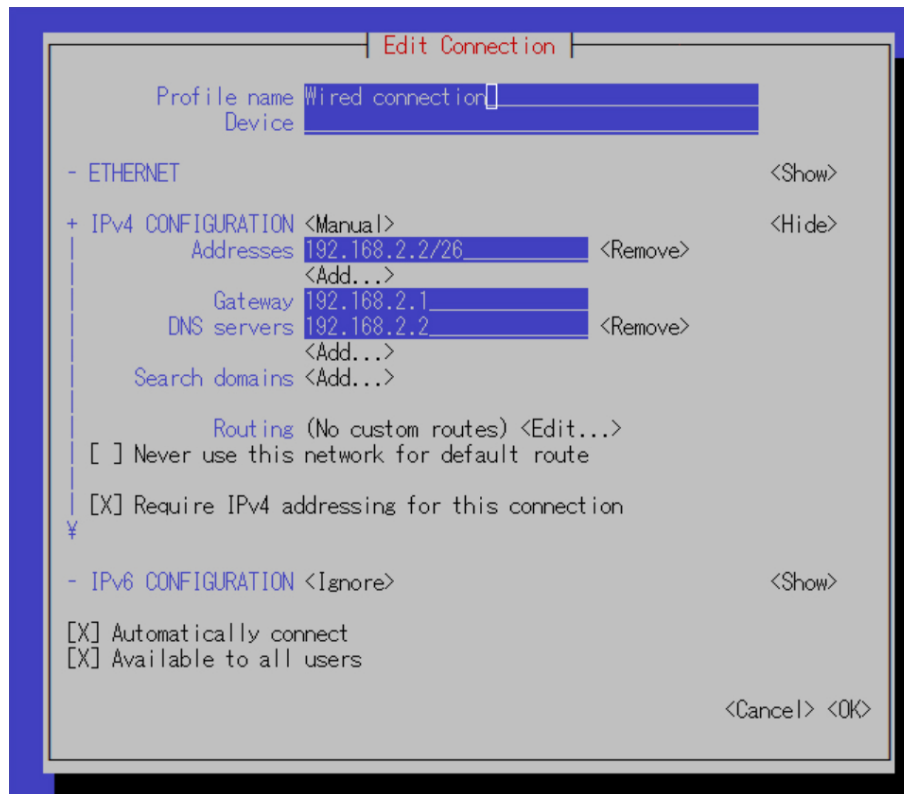 Edit Connection
Profile name Wired connection
Device
- ETHERNET <Show>
+ IPv4 CONFIGURATION <Manual> <Hide>
| Addresses 192.168.2.2/26 <Remove>
| <Add...>
| Gateway 192.168.2.1
| DNS servers 192.168.2.2 <Remove>
| <Add...>
| Search domains <Add...>
| Routing (No custom routes) <Edit...>
| [ ] Never use this network for default route
| [X] Require IPv4 addressing for this connection
¥
- IPv6 CONFIGURATION <Ignore> <Show>
[X] Automatically connect
[X] Available to all users
<Cancel> <OK>